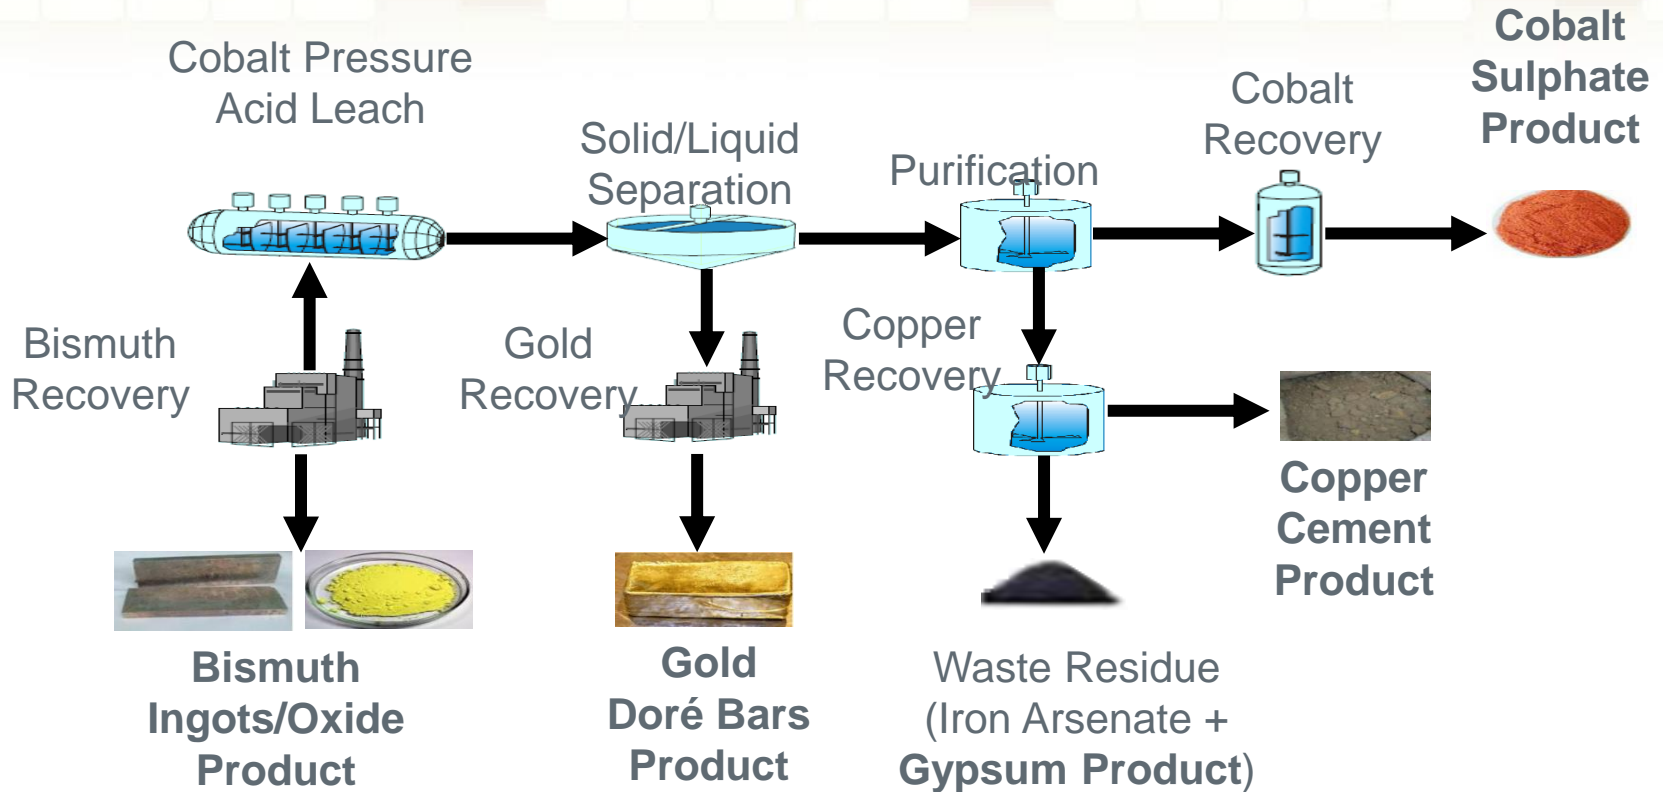 Cobalt Pressure
Acid Leach
Solid/Liquid
Separation
Purification
Cobalt
Recovery
Cobalt
Sulphate
Product
Bismuth
Recovery
Gold
Recovery
Copper
Recovery
Copper
Cement
Product
Bismuth
Ingots/Oxide
Product
Gold
Doré Bars
Product
Waste Residue
(Iron Arsenate +
Gypsum Product)